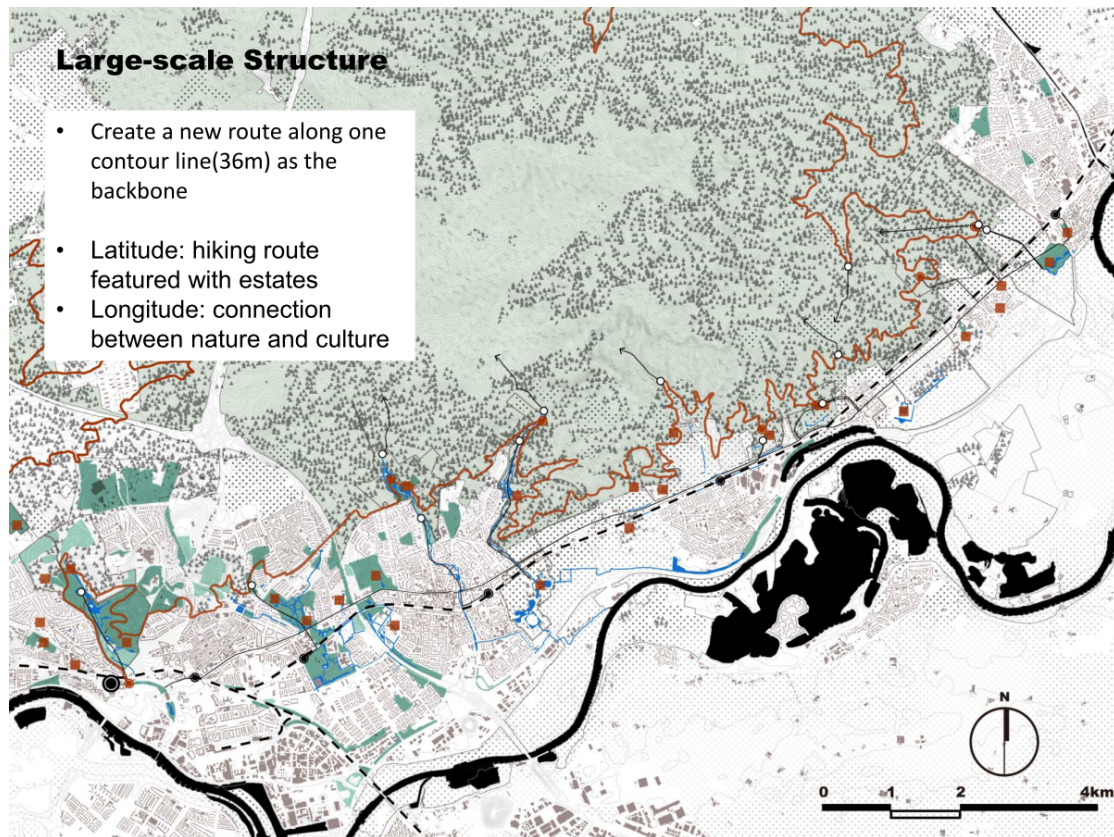 Large-scale Structure
• Create a new route along one
contour line(36m) as the
backbone
• Latitude: hiking route
featured with estates
• Longitude: connection
between nature and culture
N
0 1 2 4km